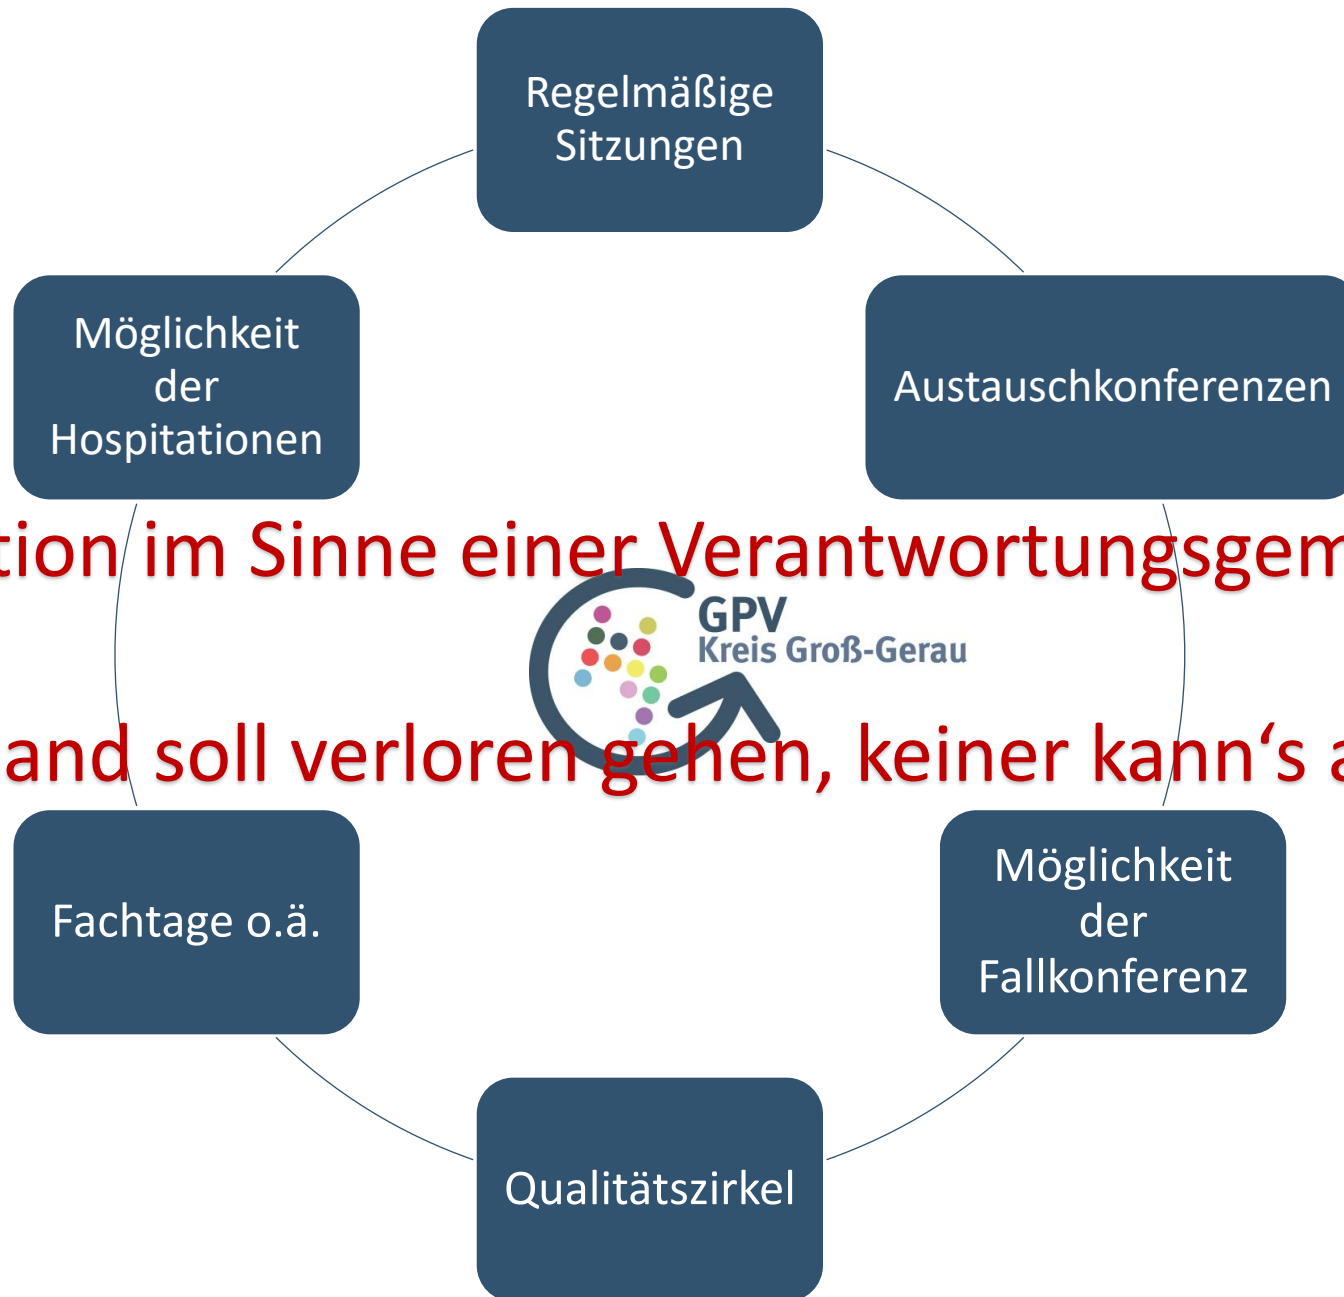 Regelmäßige
Sitzungen
Möglichkeit
der
Hospitationen
Austauschkonferenzen
tion im Sinne einer Verantwortungsgem
GPV
Kreis Groß-Gerau
and soll verloren gehen, keiner kann‘s a
Fachtage o.ä.
Möglichkeit
der
Fallkonferenz
Qualitätszirkel